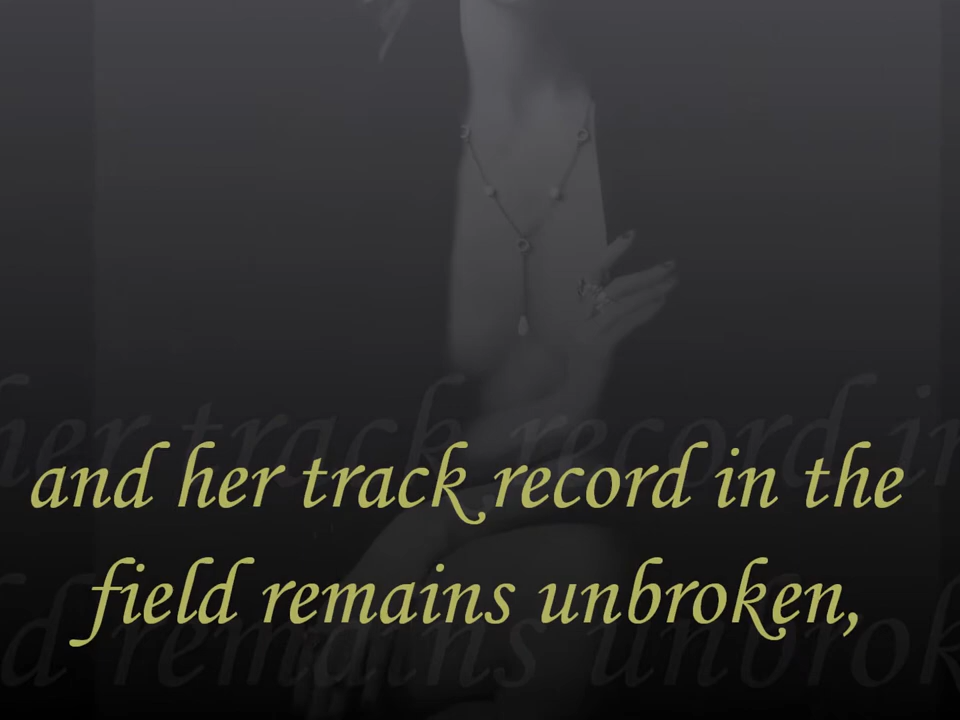 and her track record in the
field remains unbroken,